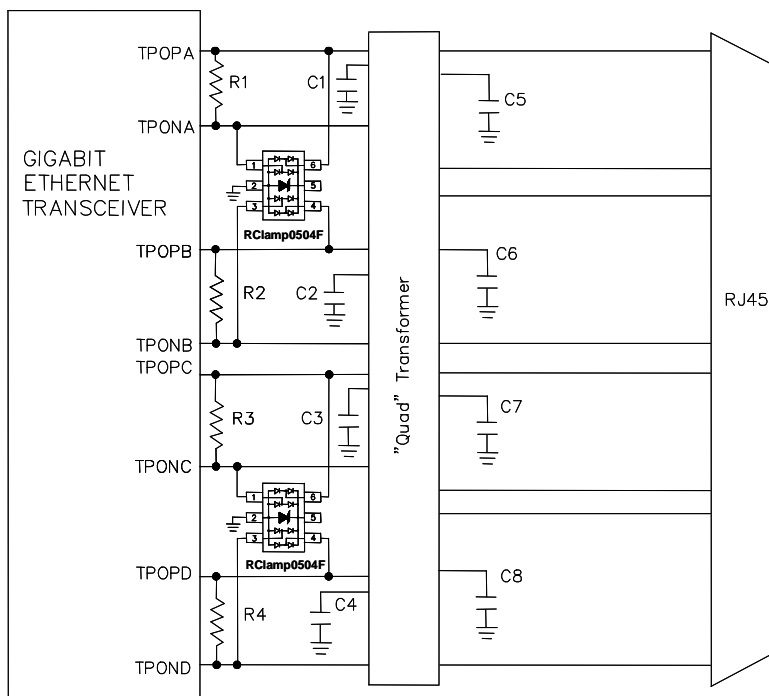 TPOPA
R1
C1
C5
TPONA
GIGABIT
ETHERNET
TRANSCEIVER
1
6
2
5
3
4
RClamp0504F
TPOPB
C6
R2
C2
"Quad" Transformer
RJ45
TPONB
TPOPC
R3
C3
C7
TPONC
1
6
2
5
3
4
RClamp0504F
TPOPD
C8
R4
C4
TPOND